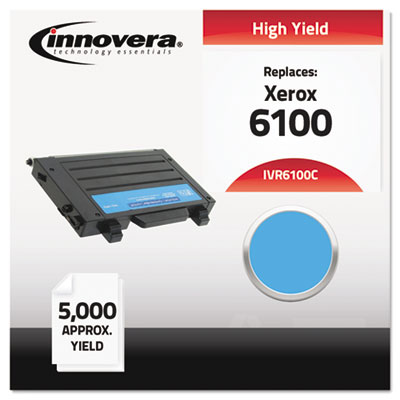 innovera®
technology essentials
High Yield
Replaces:
Xerox
6100
IVR6100C
5,000
APPROX.
YIELD